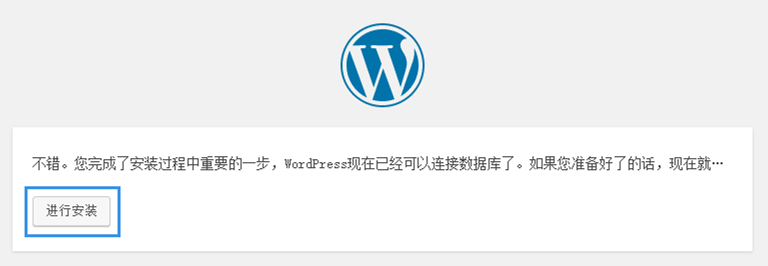 不错。您完成了安装过程中重要的一步，WordPress现在已经可以连接数据库了。如果您准备好了的话，现在就…
进行安装